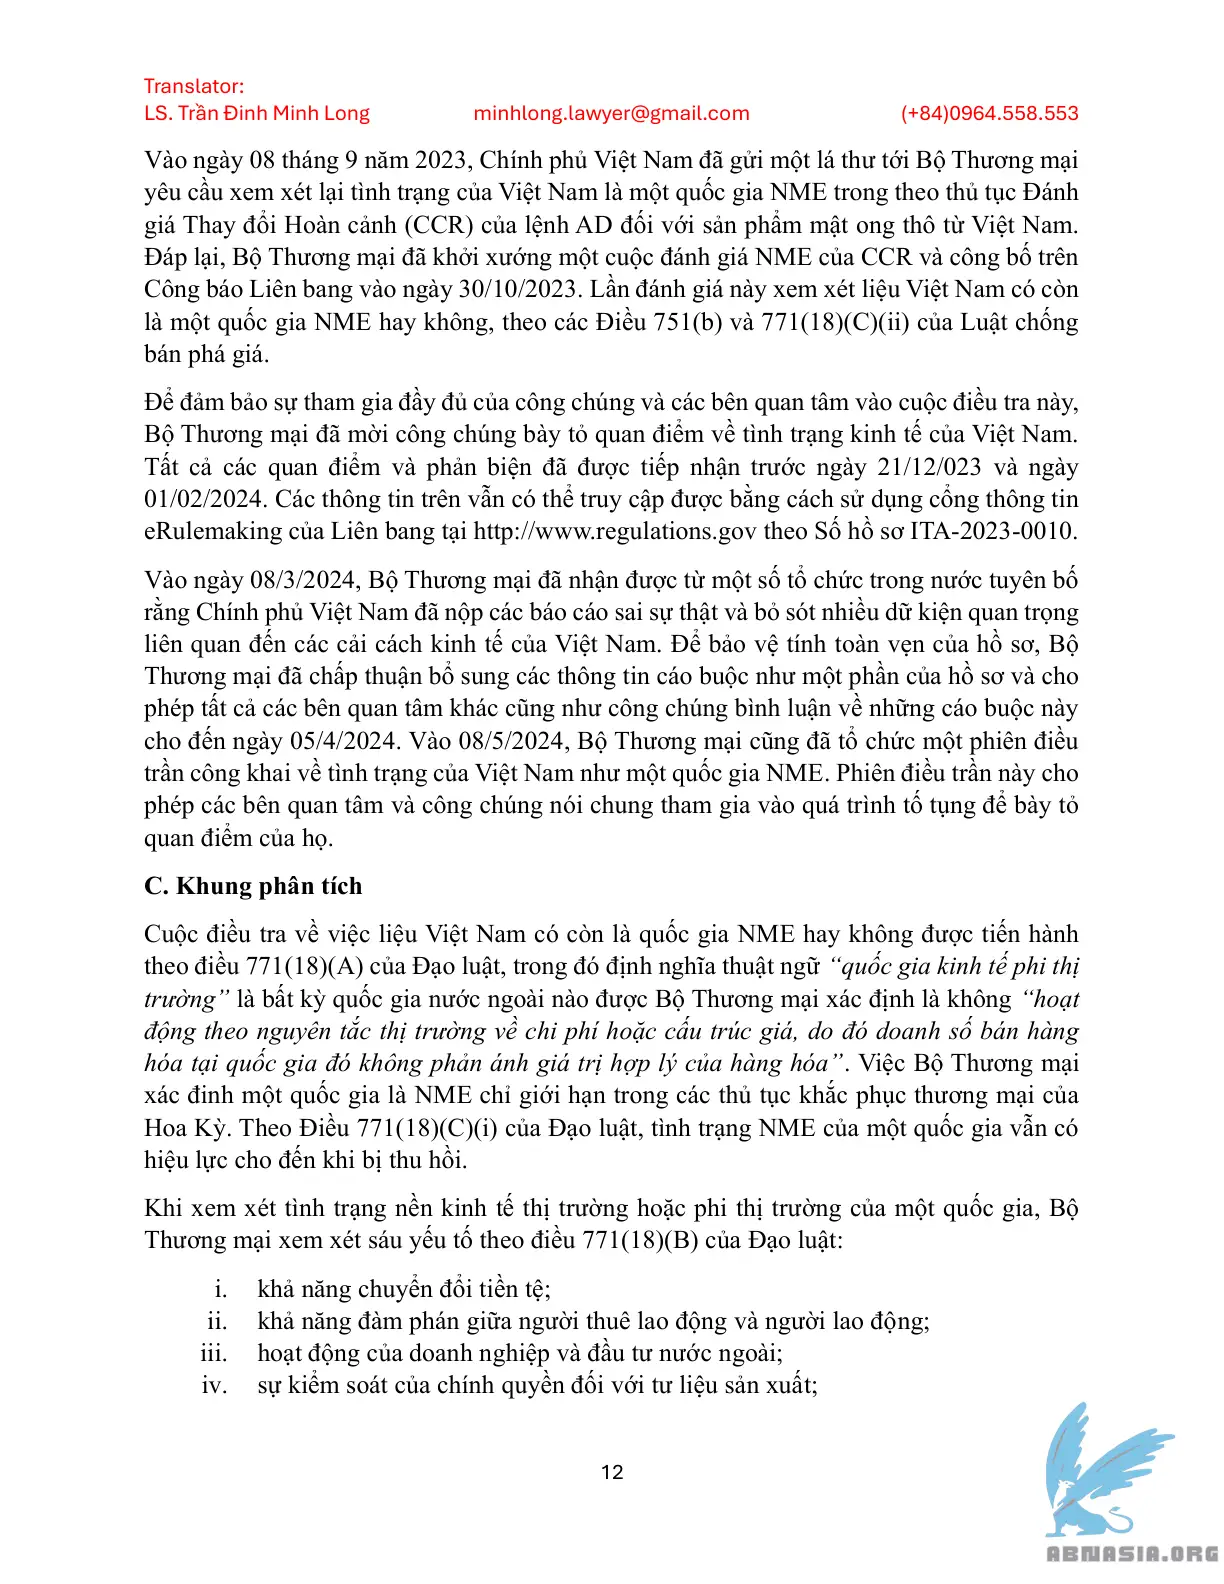 Translator:
LS. Trần Đinh Minh Long minhlong.lawyer@gmail.com (+84)0964.558.553
Vào ngày 08 tháng 9 năm 2023, Chính phủ Việt Nam đã gửi một lá thư tới Bộ Thương mại
yêu cầu xem xét lại tình trạng của Việt Nam là một quốc gia NME trong theo thủ tục Đánh
giá Thay đổi Hoàn cảnh (CCR) của lệnh AD đối với sản phẩm mật ong thô từ Việt Nam.
Đáp lại, Bộ Thương mại đã khởi xướng một cuộc đánh giá NME của CCR và công bố trên
Công báo Liên bang vào ngày 30/10/2023. Lần đánh giá này xem xét liệu Việt Nam có còn
là một quốc gia NME hay không, theo các Điều 751(b) và 771(18)(C)(ii) của Luật chống
bán phá giá.
Để đảm bảo sự tham gia đầy đủ của công chúng và các bên quan tâm vào cuộc điều tra này,
Bộ Thương mại đã mời công chúng bày tỏ quan điểm về tình trạng kinh tế của Việt Nam.
Tất cả các quan điểm và phản biện đã được tiếp nhận trước ngày 21/12/023 và ngày
01/02/2024. Các thông tin trên vẫn có thể truy cập được bằng cách sử dụng cổng thông tin
eRulemaking của Liên bang tại http://www.regulations.gov theo Số hồ sơ ITA-2023-0010.
Vào ngày 08/3/2024, Bộ Thương mại đã nhận được từ một số tổ chức trong nước tuyên bố
rằng Chính phủ Việt Nam đã nộp các báo cáo sai sự thật và bỏ sót nhiều dữ kiện quan trọng
liên quan đến các cải cách kinh tế của Việt Nam. Để bảo vệ tính toàn vẹn của hồ sơ, Bộ
Thương mại đã chấp thuận bổ sung các thông tin cáo buộc như một phần của hồ sơ và cho
phép tất cả các bên quan tâm khác cũng như công chúng bình luận về những cáo buộc này
cho đến ngày 05/4/2024. Vào 08/5/2024, Bộ Thương mại cũng đã tổ chức một phiên điều
trần công khai về tình trạng của Việt Nam như một quốc gia NME. Phiên điều trần này cho
phép các bên quan tâm và công chúng nói chung tham gia vào quá trình tố tụng để bày tỏ
quan điểm của họ.
C. Khung phân tích
Cuộc điều tra về việc liệu Việt Nam có còn là quốc gia NME hay không được tiến hành
theo điều 771(18)(A) của Đạo luật, trong đó định nghĩa thuật ngữ “quốc gia kinh tế phi thị
trường” là bất kỳ quốc gia nước ngoài nào được Bộ Thương mại xác định là không “hoạt
động theo nguyên tắc thị trường về chi phí hoặc cấu trúc giá, do đó doanh số bán hàng
hóa tại quốc gia đó không phản ánh giá trị hợp lý của hàng hóa”. Việc Bộ Thương mại
xác đinh một quốc gia là NME chỉ giới hạn trong các thủ tục khắc phục thương mại của
Hoa Kỳ. Theo Điều 771(18)(C)(i) của Đạo luật, tình trạng NME của một quốc gia vẫn có
hiệu lực cho đến khi bị thu hồi.
Khi xem xét tình trạng nền kinh tế thị trường hoặc phi thị trường của một quốc gia, Bộ
Thương mại xem xét sáu yếu tố theo điều 771(18)(B) của Đạo luật:
i. khả năng chuyển đổi tiền tệ;
ii. khả năng đàm phán giữa người thuê lao động và người lao động;
iii. hoạt động của doanh nghiệp và đầu tư nước ngoài;
iv. sự kiểm soát của chính quyền đối với tư liệu sản xuất;
12
ABNASIA.ORG